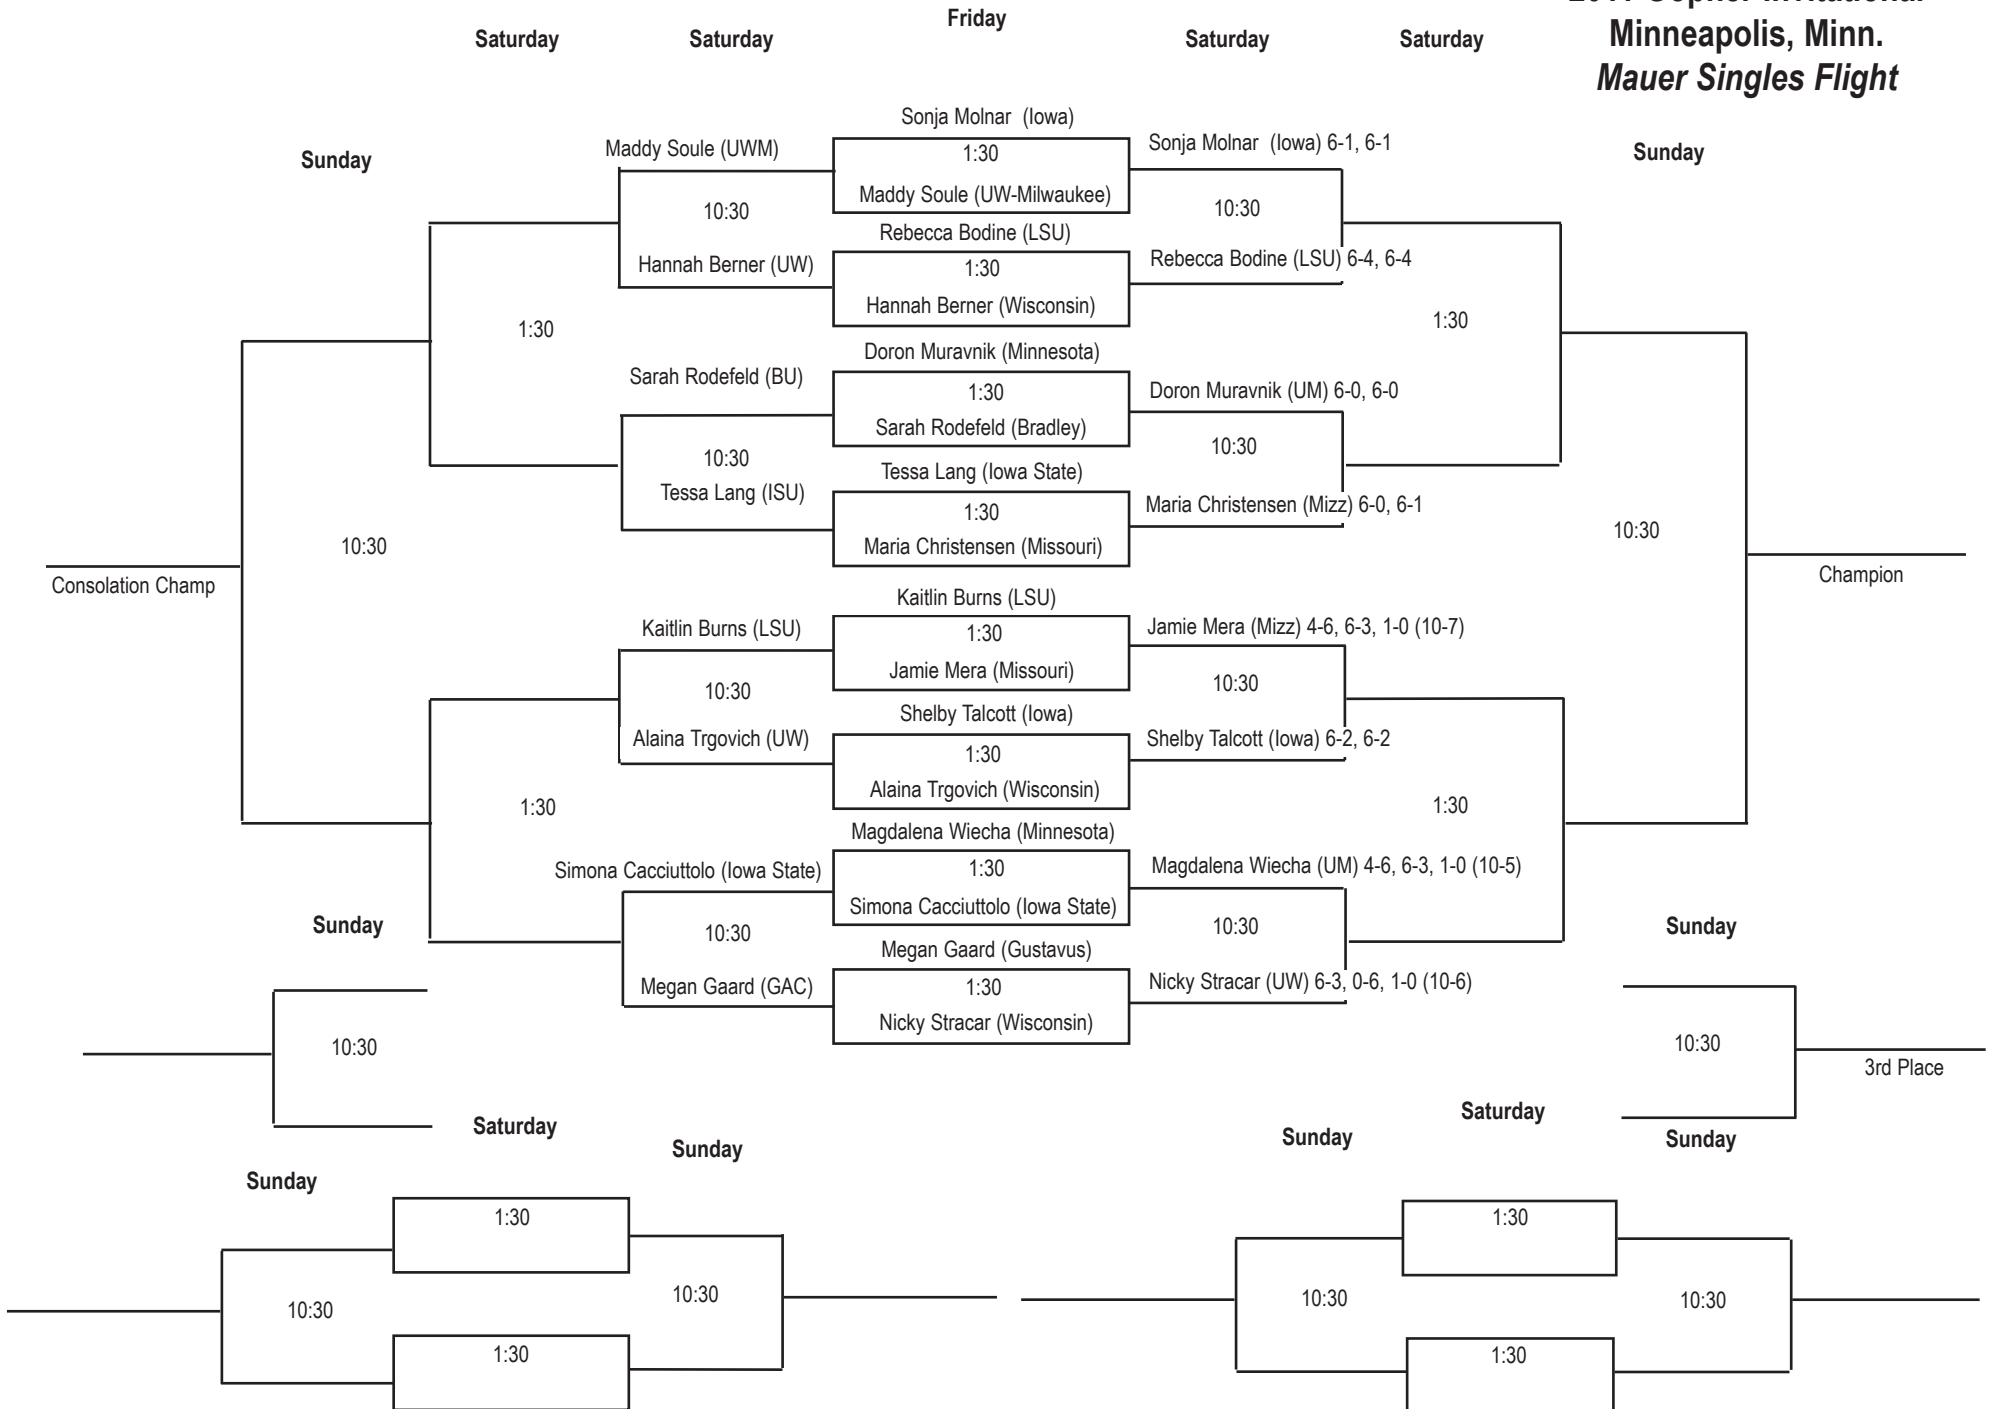 Minneapolis, Minn.
Mauer Singles Flight
Friday
Saturday
Saturday
Saturday
Saturday
Sunday
Sunday
Sonja Molnar (Iowa)
1:30
Maddy Soule (UW-Milwaukee)
Rebecca Bodine (LSU)
1:30
Hannah Berner (Wisconsin)
Doron Muravnik (Minnesota)
1:30
Sarah Rodefeld (Bradley)
Tessa Lang (Iowa State)
1:30
Maria Christensen (Missouri)
Kaitlin Burns (LSU)
1:30
Jamie Mera (Missouri)
Shelby Talcott (Iowa)
1:30
Alaina Trgovich (Wisconsin)
Magdalena Wiecha (Minnesota)
1:30
Simona Cacciuttolo (Iowa State)
Megan Gaard (Gustavus)
1:30
Nicky Stracar (Wisconsin)
Maddy Soule (UWM)
10:30
Hannah Berner (UW)
1:30
Sarah Rodefeld (BU)
10:30
Tessa Lang (ISU)
10:30
Consolation Champ
Kaitlin Burns (LSU)
10:30
Alaina Trgovich (UW)
1:30
Simona Cacciuttolo (Iowa State)
10:30
Megan Gaard (GAC)
Sonja Molnar (Iowa) 6-1, 6-1
10:30
Rebecca Bodine (LSU) 6-4, 6-4
1:30
Doron Muravnik (UM) 6-0, 6-0
10:30
Maria Christensen (Mizz) 6-0, 6-1
10:30
Champion
Jamie Mera (Mizz) 4-6, 6-3, 1-0 (10-7)
10:30
Shelby Talcott (Iowa) 6-2, 6-2
1:30
Magdalena Wiecha (UM) 4-6, 6-3, 1-0 (10-5)
10:30
Nicky Stracar (UW) 6-3, 0-6, 1-0 (10-6)
Sunday
10:30
Sunday
10:30
3rd Place
Saturday
Sunday
Sunday
1:30
10:30
10:30
1:30
Saturday
Sunday
Sunday
1:30
10:30
10:30
1:30